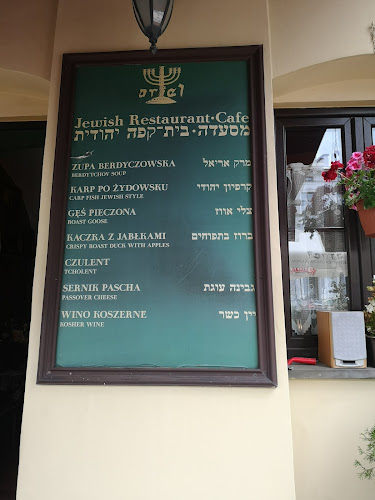 אריאל
Jewish Restaurant·Cafe
מסעדה·בית-קפה יהודית
ZUPA BERDYCZOWSKA מרק אריאל
BERDYTCHOV SOUP
KARP PO ŻYDOWSKU קרפיון יהודי
CARP FISH JEWISH STYLE
GĘŚ PIECZONA צלי אווז
ROAST GOOSE
KACZKA Z JABŁKAMI ברווז בתפוחים
CRISPY ROAST DUCK WITH APPLES
CZULENT
TCHOLENT
SERNIK PASCHA גבינה עוגת
PASSOVER CHEESE
WINO KOSZERNE יין כשר
KOSHER WINE